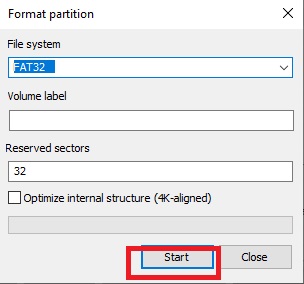 Format partition
File system
FAT32
Volume label
Reserved sectors
32
Optimize internal structure (4K-aligned)
Start Close